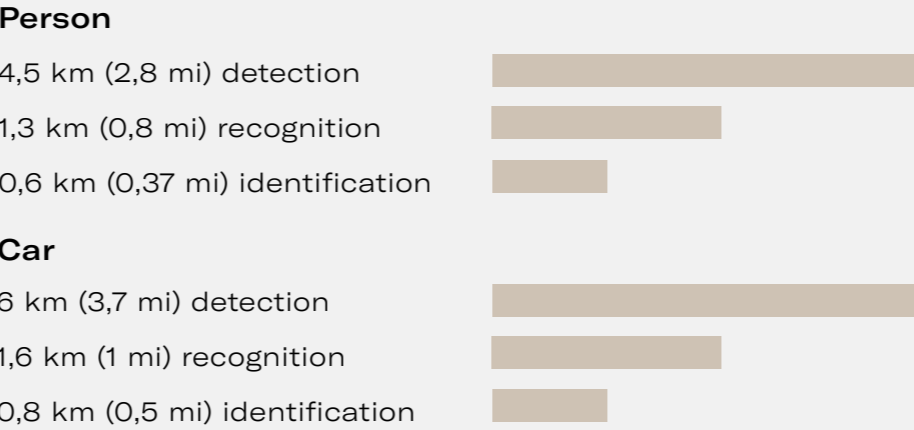 Person
4,5 km (2,8 mi) detection
1,3 km (0,8 mi) recognition
0,6 km (0,37 mi) identification
Car
6 km (3,7 mi) detection
1,6 km (1 mi) recognition
0,8 km (0,5 mi) identification